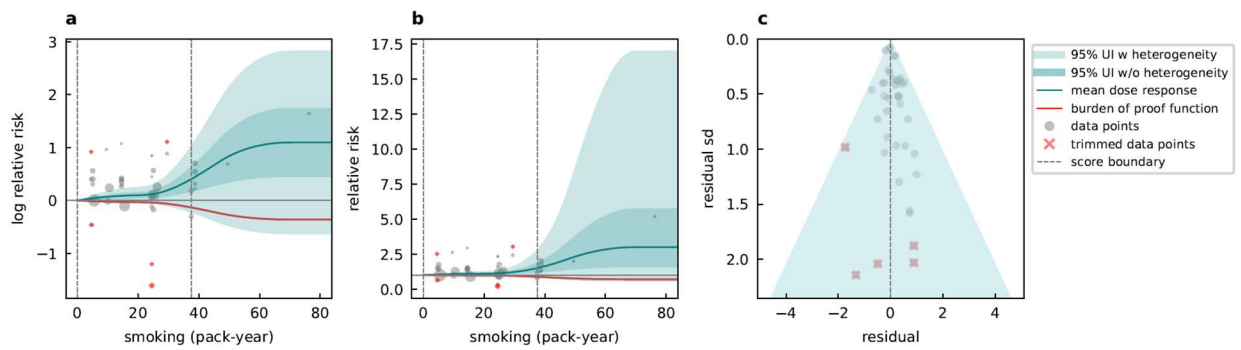 a
3
2
1
0
−1
log relative risk
0 20 40 60 80
smoking (pack-year)
b
17.5
15.0
12.5
10.0
7.5
5.0
2.5
0.0
relative risk
0 20 40 60 80
smoking (pack-year)
c
0.0
0.5
1.0
1.5
2.0
residual sd
−4 −2 0 2 4
residual
95% UI w heterogeneity
95% UI w/o heterogeneity
mean dose response
burden of proof function
data points
trimmed data points
score boundary